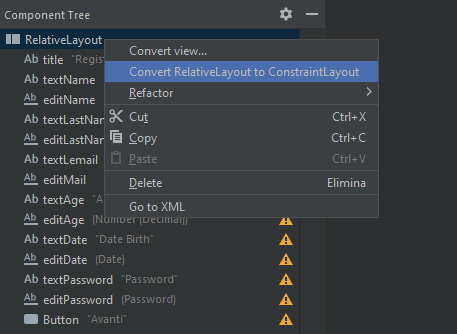 Component Tree
RelativeLayout
Ab title "Regis
Convert view...
Ab textName
Convert RelativeLayout to ConstraintLayout
Ab editName
Refactor
Ab textLastNam
Cut Ctrl+X
Ab editLastNam
Copy Ctrl+C
Ab textLemail
Paste Ctrl+V
Ab editMail
Delete Elimina
Ab textAge "A
Go to XML
Ab editAge (Number (Decimal))
Ab textDate "Date Birth"
Ab editDate (Date)
Ab textPassword "Password"
Ab editPassword (Password)
Button "Avanti"